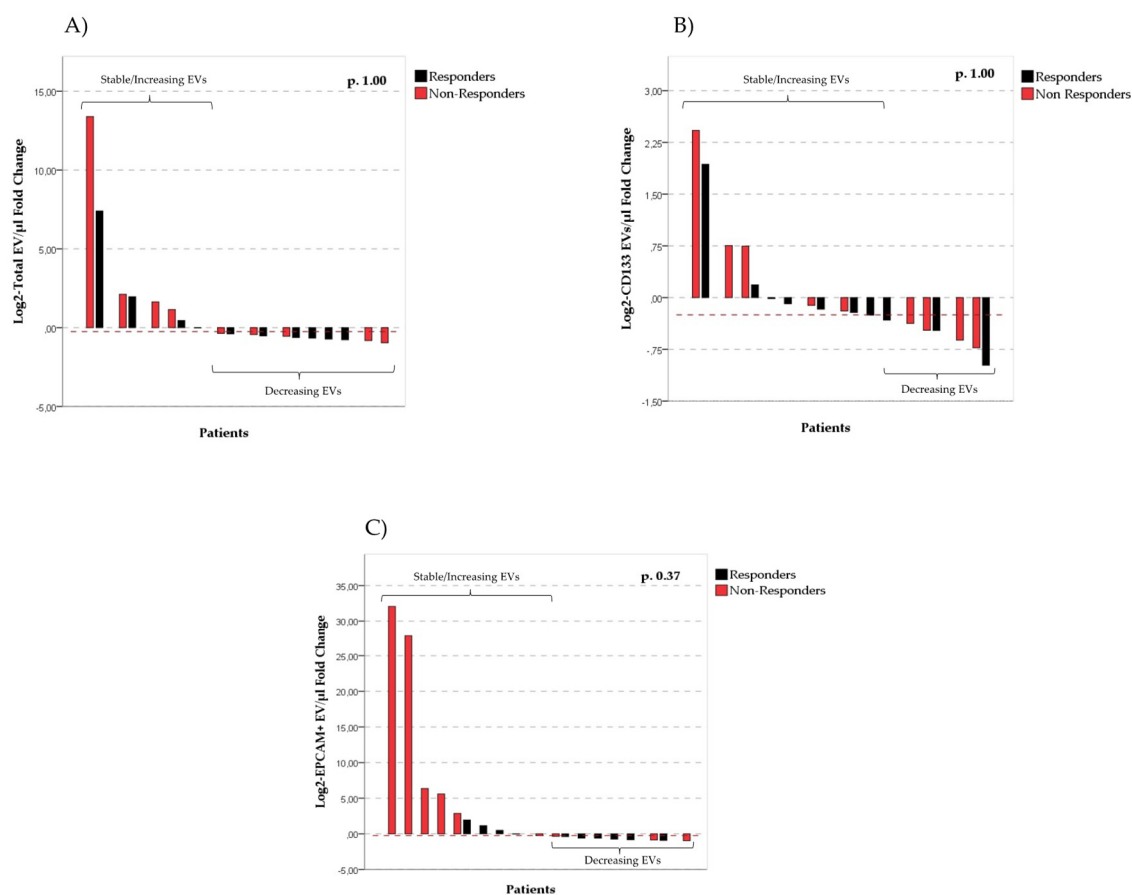 A)
Stable/Increasing EVs
p. 1.00
Responders
Non-Responders
15,00
10,00
5,00
,00
-5,00
Log2-Total EV/µl Fold Change
Decreasing EVs
Patients
B)
Stable/Increasing EVs
p. 1.00
Responders
Non Responders
3,00
2,25
1,50
,75
,00
-,75
-1,50
Log2-CD133 EVs/µl Fold Change
Decreasing EVs
Patients
C)
Stable/Increasing EVs
p. 0.37
Responders
Non-Responders
35,00
30,00
25,00
20,00
15,00
10,00
5,00
,00
-5,00
Log2-EPCAM+ EV/µl Fold Change
Decreasing EVs
Patients